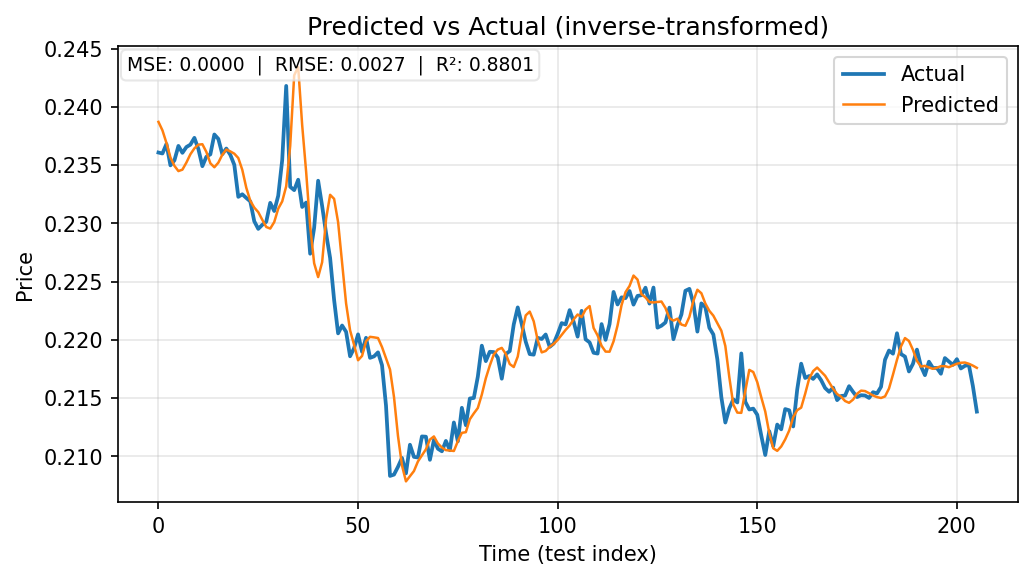 Predicted vs Actual (inverse-transformed)
MSE: 0.0000 | RMSE: 0.0027 | R²: 0.8801
Actual
Predicted
Price
0.245
0.240
0.235
0.230
0.225
0.220
0.215
0.210
0 50 100 150 200
Time (test index)